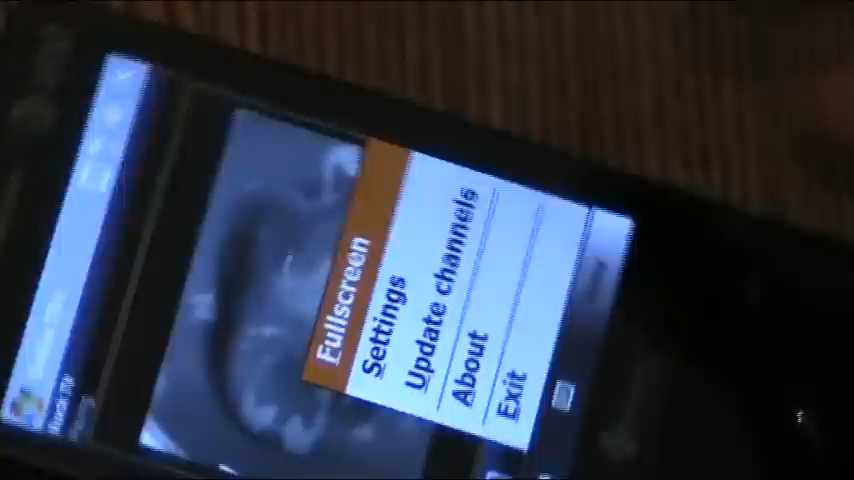 Fullscreen
Settings
Update channels
About
Exit